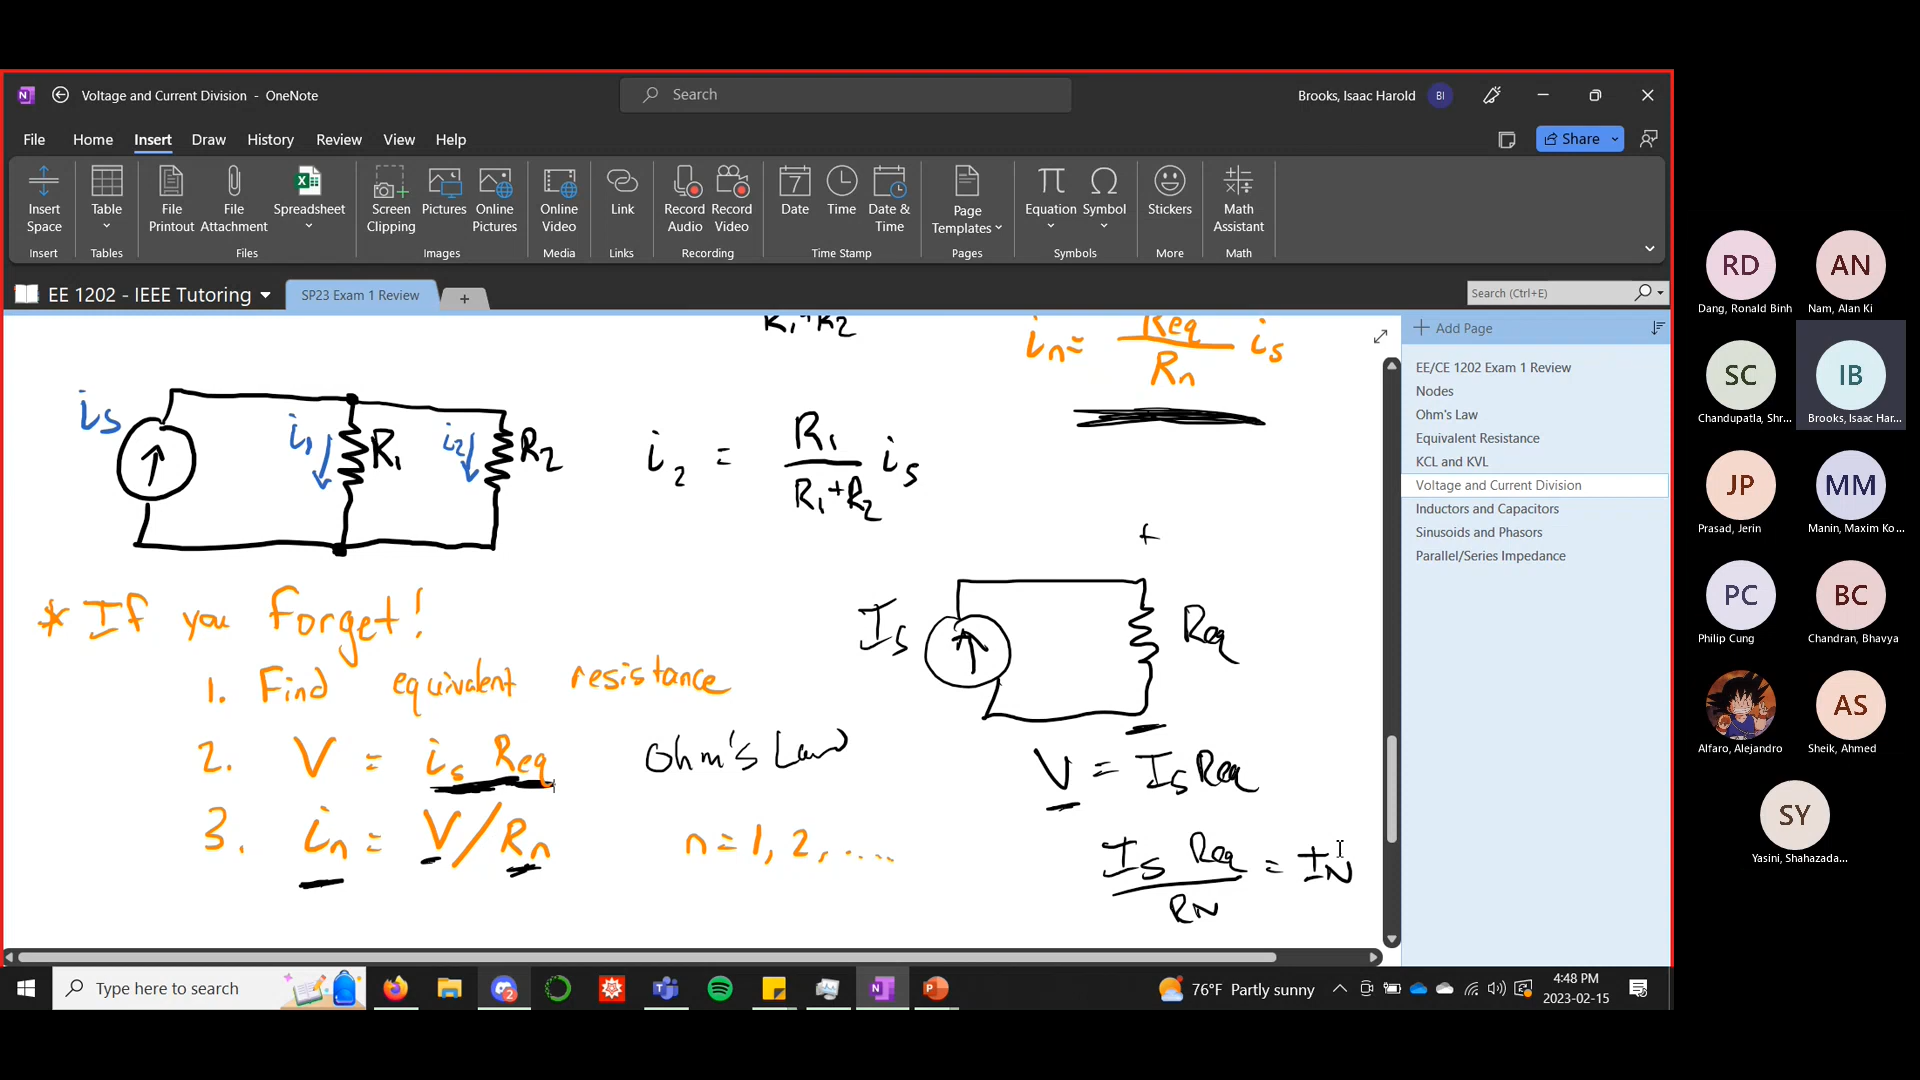 Voltage and Current Division - OneNote
Search
Brooks, Isaac Harold
BI
File Home Insert Draw History Review View Help
Share
Insert Space
Table
File Printout
File Attachment
Spreadsheet
Screen Clipping
Pictures
Online Pictures
Online Video
Link
Record Audio
Record Video
Date
Time
Date & Time
Page Templates
Equation
Symbol
Stickers
Math Assistant
Insert Tables Files Images Media Links Recording Time Stamp Pages Symbols More Math
EE 1202 - IEEE Tutoring
SP23 Exam 1 Review
Search (Ctrl+E)
Add Page
EE/CE 1202 Exam 1 Review
Nodes
Ohm's Law
Equivalent Resistance
KCL and KVL
Voltage and Current Division
Inductors and Capacitors
Sinusoids and Phasors
Parallel/Series Impedance
R1+R2
in = Req / Rn is
is
i1
R1
i2
R2
i2 = R1 / R1+R2 is
+
Is
Req
* If you Forget!
1. Find equivalent resistance
2. V = is Req Ohm's Law
3. in = V/Rn n = 1, 2, ....
V = Is Req
Is Req / RN = IN
RD
Dang, Ronald Binh
AN
Nam, Alan Ki
SC
Chandupatla, Shr...
IB
Brooks, Isaac Har...
JP
Prasad, Jerin
MM
Manin, Maxim Ko...
PC
Philip Cung
BC
Chandran, Bhavya
Alfaro, Alejandro
AS
Sheik, Ahmed
SY
Yasini, Shahazada...
Type here to search
76°F Partly sunny
4:48 PM
2023-02-15